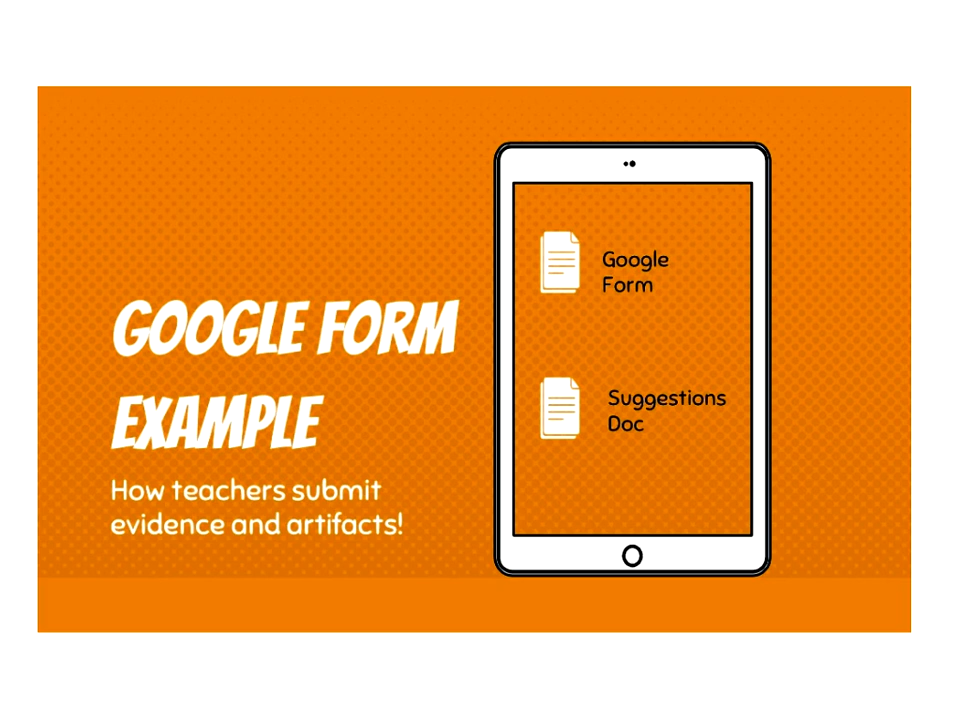 GOOGLE FORM
EXAMPLE
How teachers submit
evidence and artifacts!
Google
Form
Suggestions
Doc